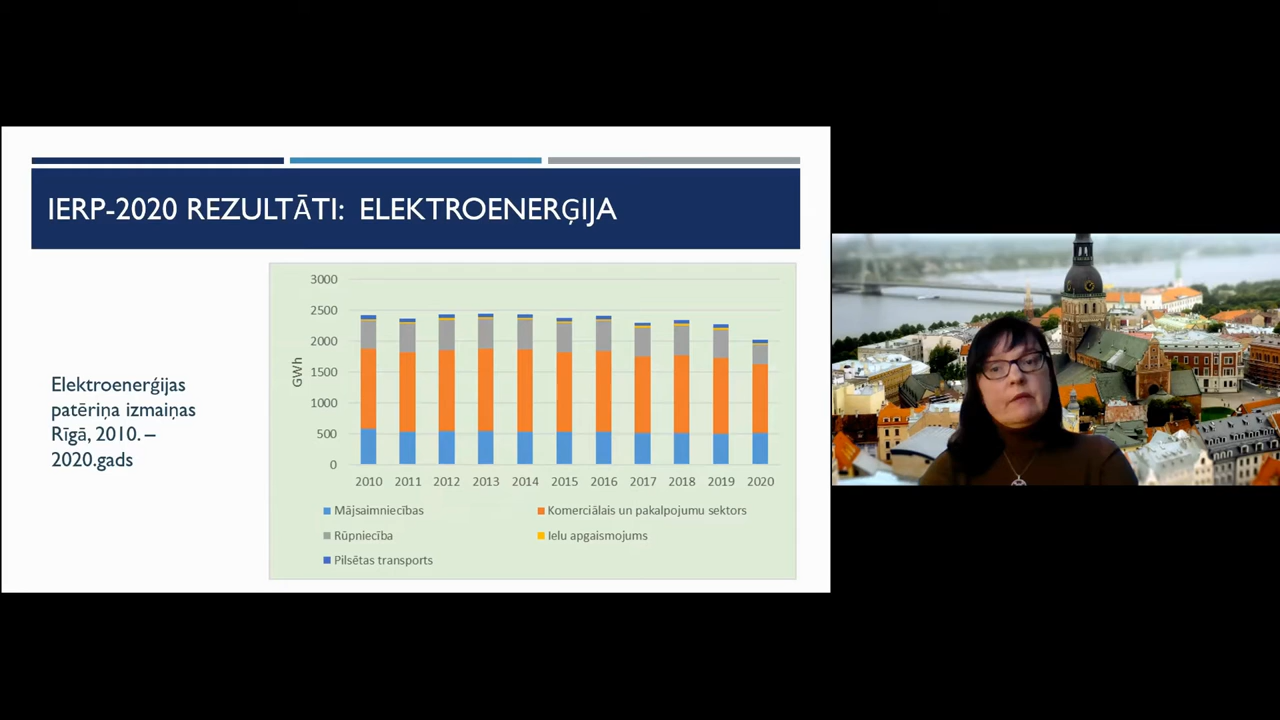 IERP-2020 REZULTĀTI: ELEKTROENERĢIJA
Elektroenerģijas
patēriņa izmaiņas
Rīgā, 2010. –
2020.gads
GWh
3000
2500
2000
1500
1000
500
0
2010 2011 2012 2013 2014 2015 2016 2017 2018 2019 2020
Mājsaimniecības Komerciālais un pakalpojumu sektors
Rūpniecība Ielu apgaismojums
Pilsētas transports